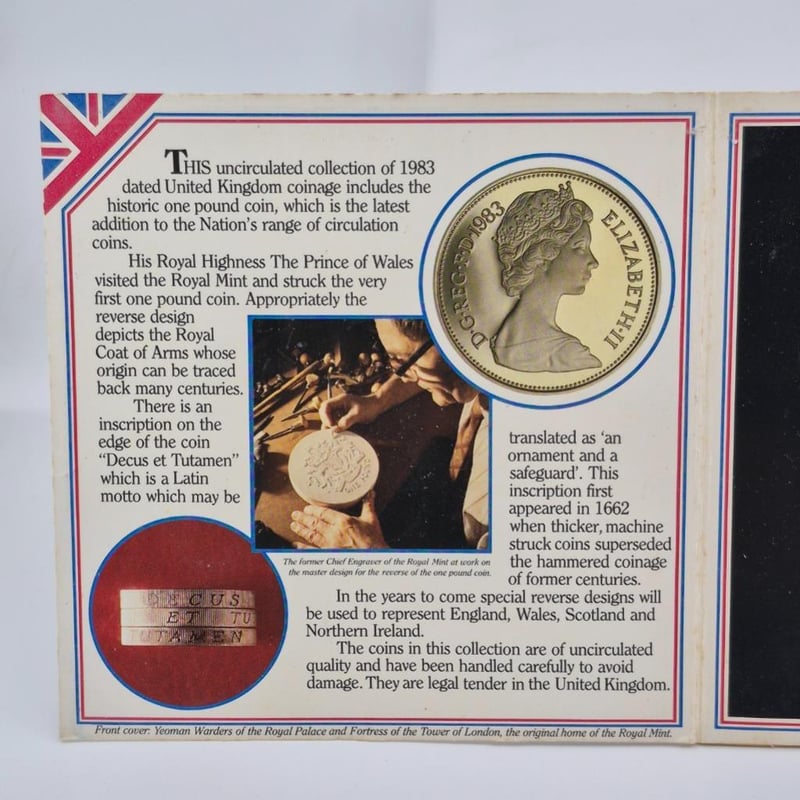 THIS uncirculated collection of 1983
dated United Kingdom coinage includes the
historic one pound coin, which is the latest
addition to the Nation's range of circulation
coins.
His Royal Highness The Prince of Wales
visited the Royal Mint and struck the very
first one pound coin. Appropriately the
reverse design
depicts the Royal
Coat of Arms whose
origin can be traced
back many centuries.
There is an
inscription on the
edge of the coin
"Decus et Tutamen"
which is a Latin
motto which may be
D·G·REG·F·D·1983
ELIZABETH·II
The former Chief Engraver of the Royal Mint at work on
the master design for the reverse of the one pound coin.
translated as 'an
ornament and a
safeguard'. This
inscription first
appeared in 1662
when thicker, machine
struck coins superseded
the hammered coinage
of former centuries.
DECUS
ET TU
TUTAMEN
In the years to come special reverse designs will
be used to represent England, Wales, Scotland and
Northern Ireland.
The coins in this collection are of uncirculated
quality and have been handled carefully to avoid
damage. They are legal tender in the United Kingdom.
Front cover: Yeoman Warders of the Royal Palace and Fortress of the Tower of London, the original home of the Royal Mint.